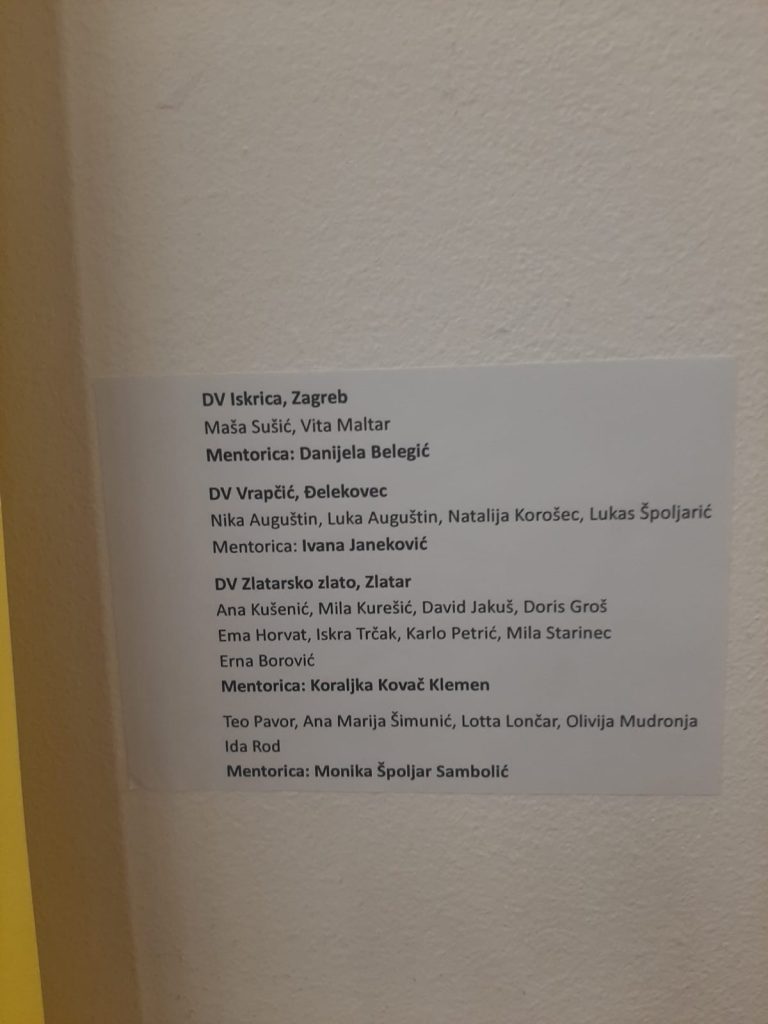 DV Iskrica, Zagreb
Maša Sušić, Vita Maltar
Mentorica: Danijela Belegić
DV Vrapčić, Đelekovec
Nika Auguštin, Luka Auguštin, Natalija Korošec, Lukas Špoljarić
Mentorica: Ivana Janeković
DV Zlatarsko zlato, Zlatar
Ana Kušenić, Mila Kurešić, David Jakuš, Doris Groš
Ema Horvat, Iskra Trčak, Karlo Petrić, Mila Starinec
Erna Borović
Mentorica: Koraljka Kovač Klemen
Teo Pavor, Ana Marija Šimunić, Lotta Lončar, Olivija Mudronja
Ida Rod
Mentorica: Monika Špoljar Sambolić